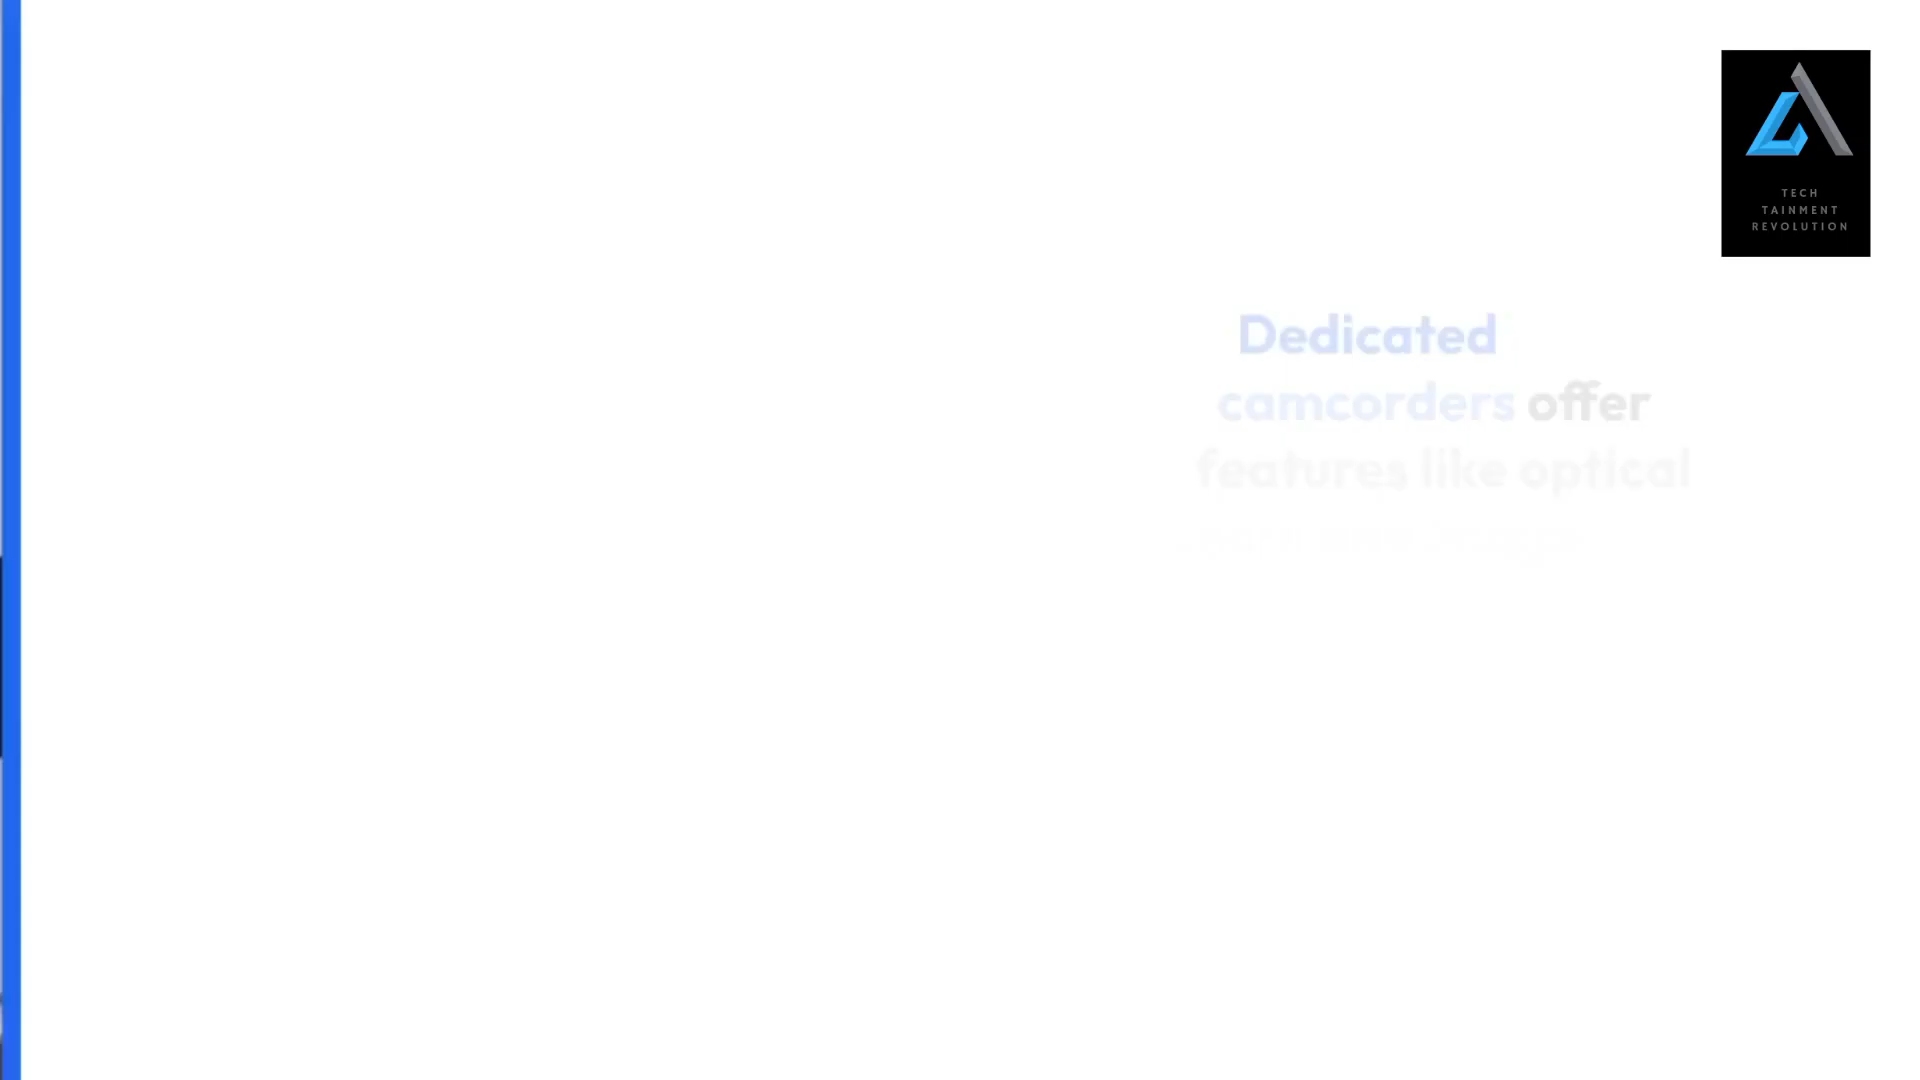 TECH
TAINMENT
REVOLUTION
Dedicated
camcorders offer
features like optical